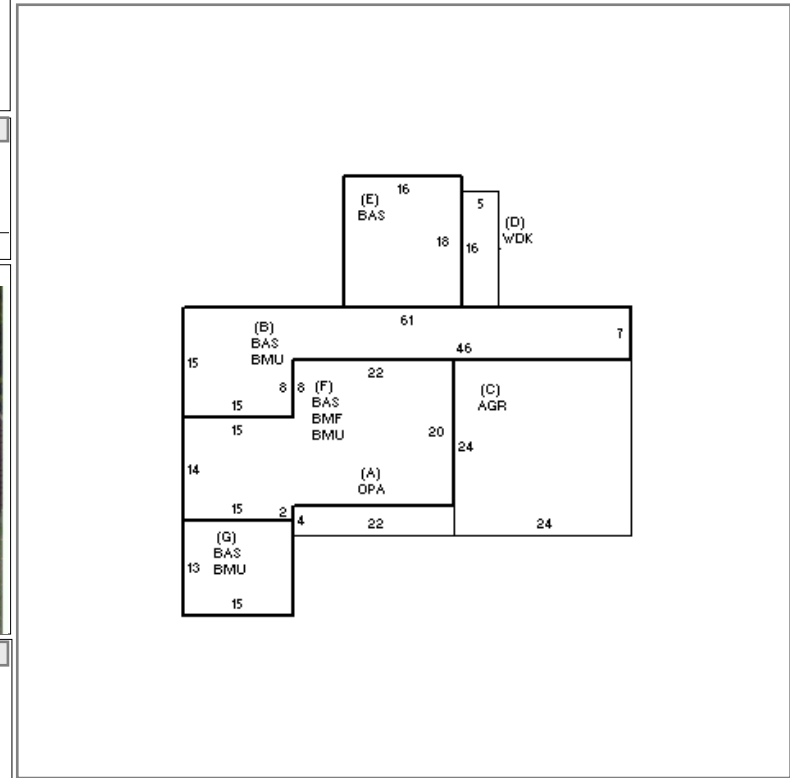 16
(E)
BAS
18
5
16
(D)
WDK
61
7
46
(B)
BAS
BMU
15
8
15
8
22
(F)
BAS
BMF
BMU
20
(C)
AGR
24
15
14
15
2
(A)
OPA
4
22
24
(G)
BAS
BMU
13
15